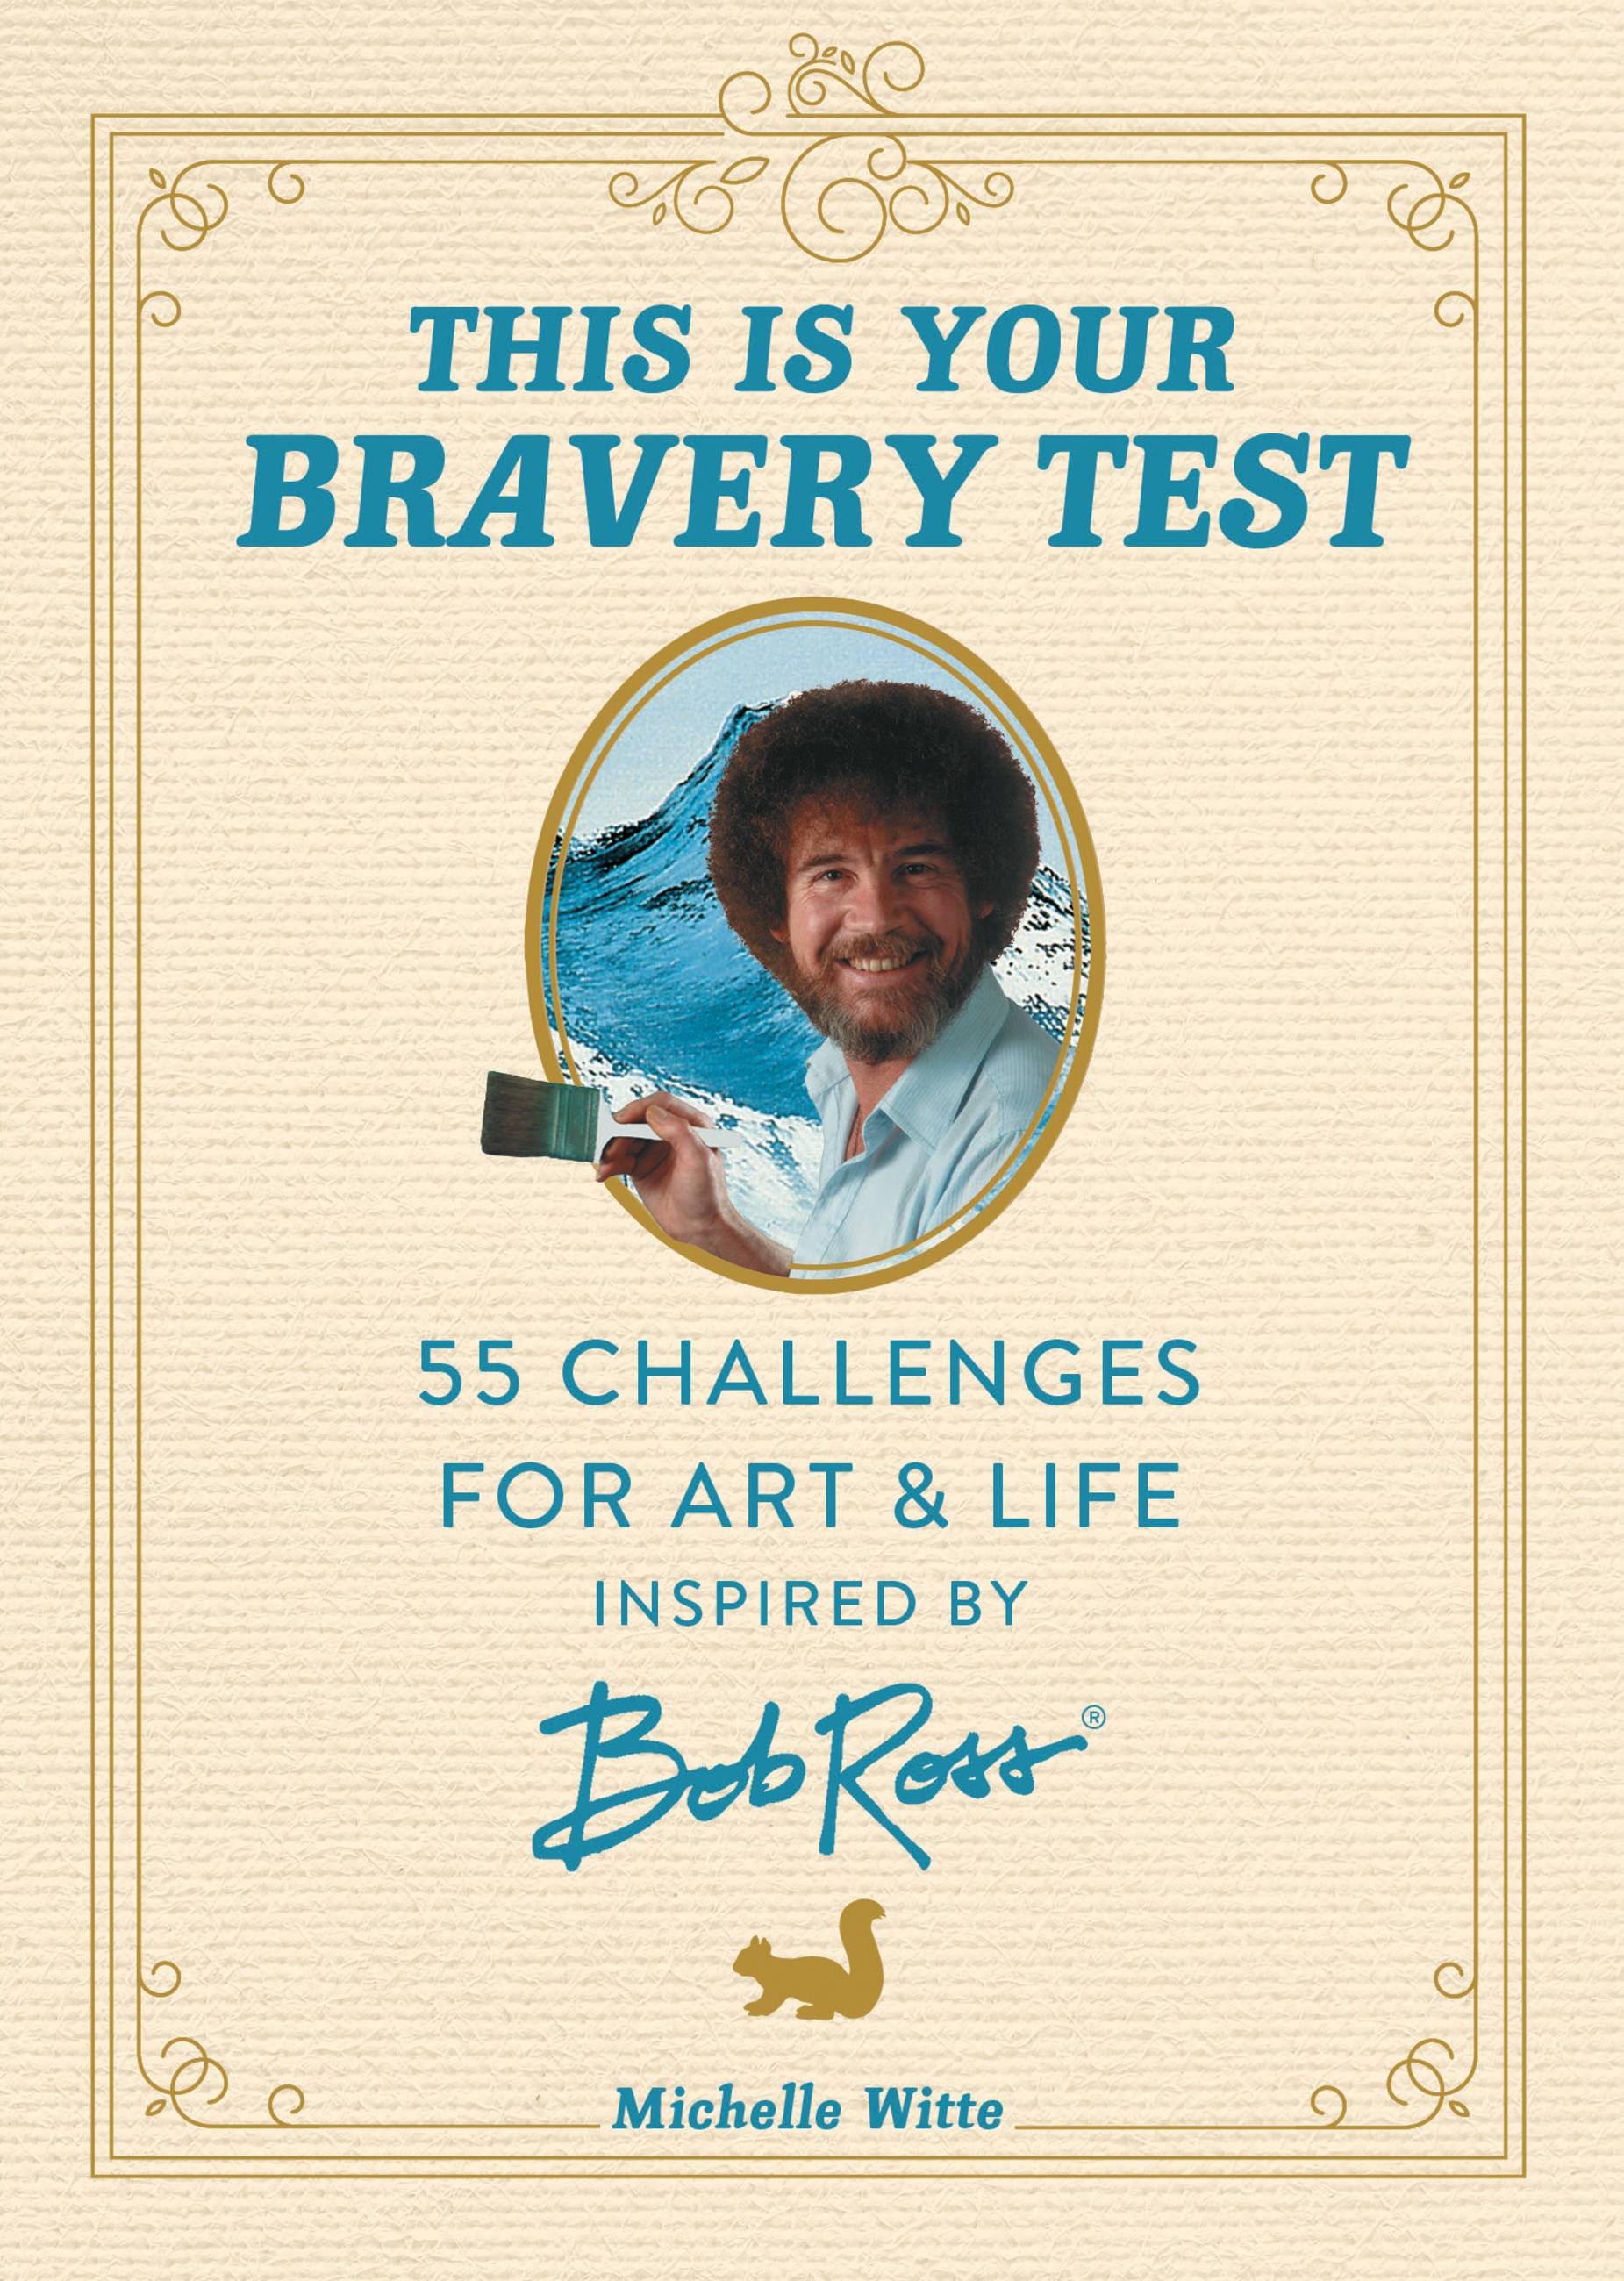 THIS IS YOUR
BRAVERY TEST
55 CHALLENGES
FOR ART & LIFE
INSPIRED BY
Bob Ross®
Michelle Witte